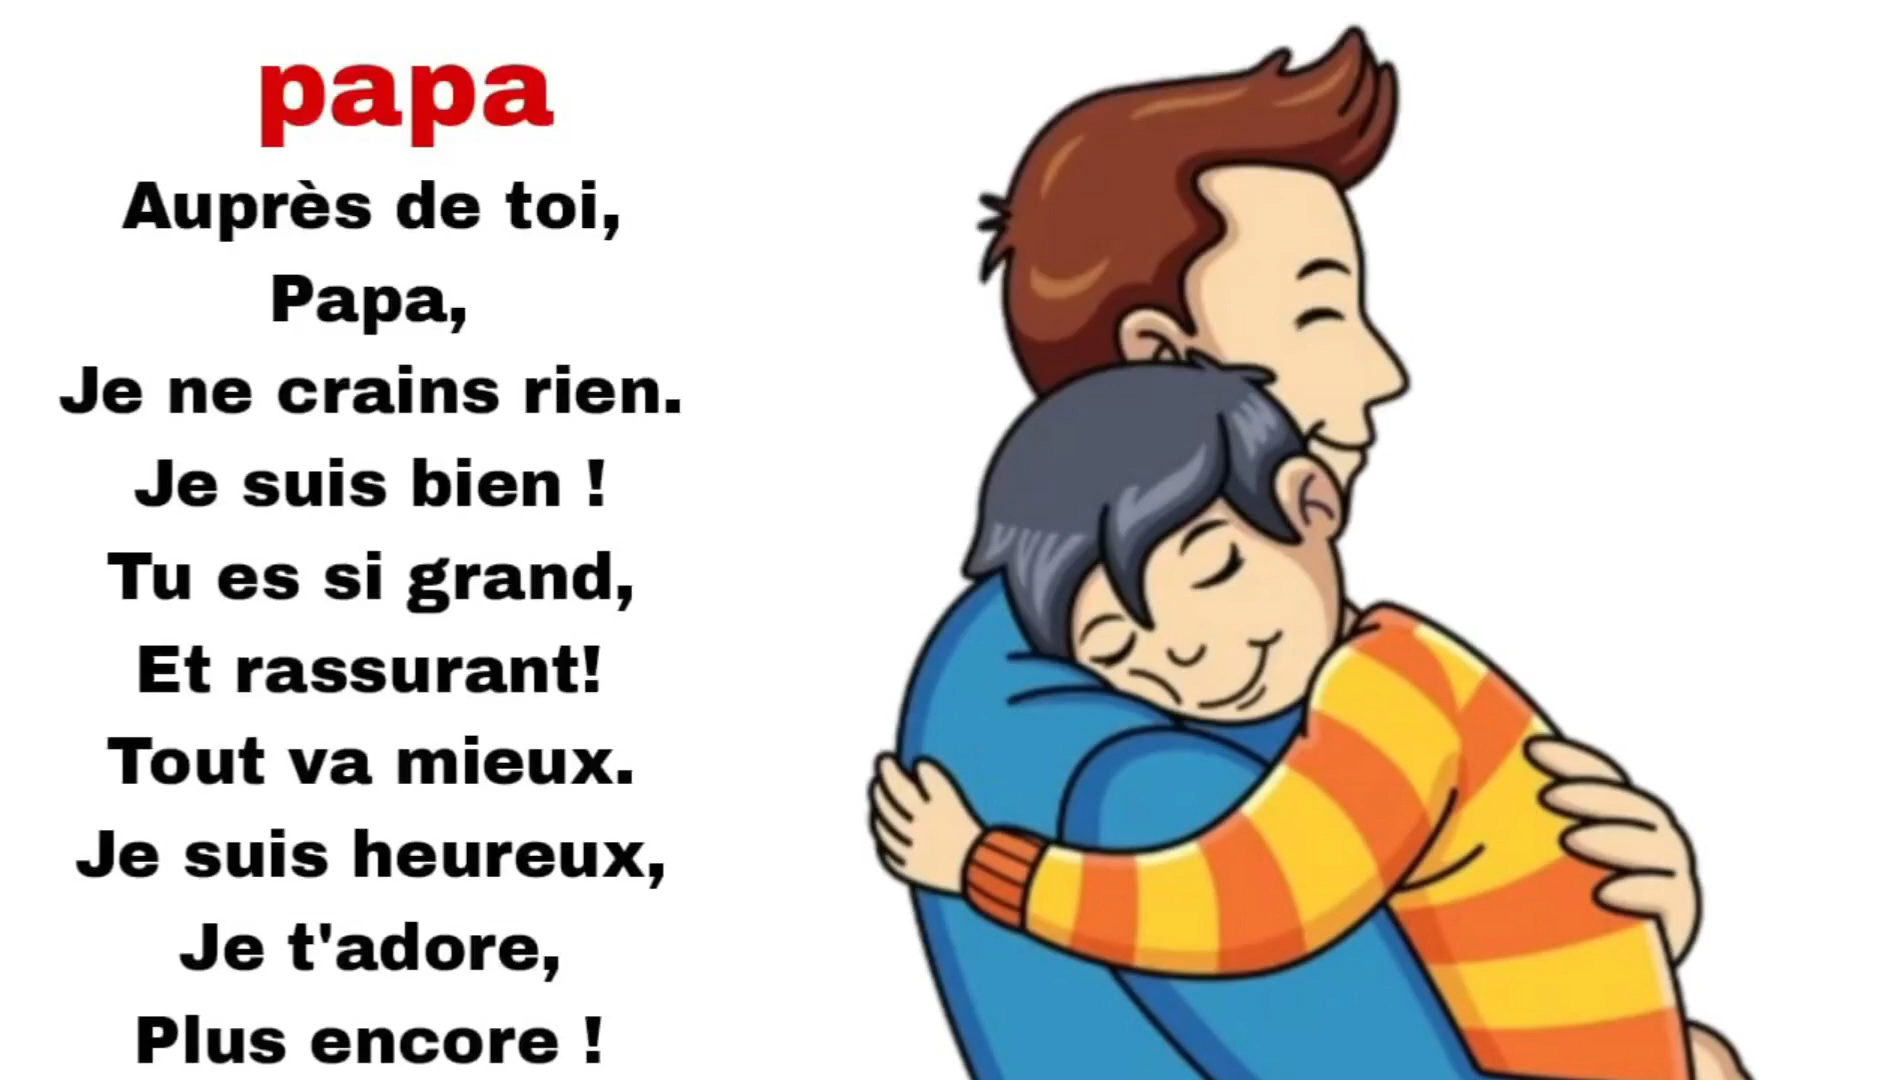 papa
Auprès de toi,
Papa,
Je ne crains rien.
Je suis bien !
Tu es si grand,
Et rassurant!
Tout va mieux.
Je suis heureux,
Je t'adore,
Plus encore !